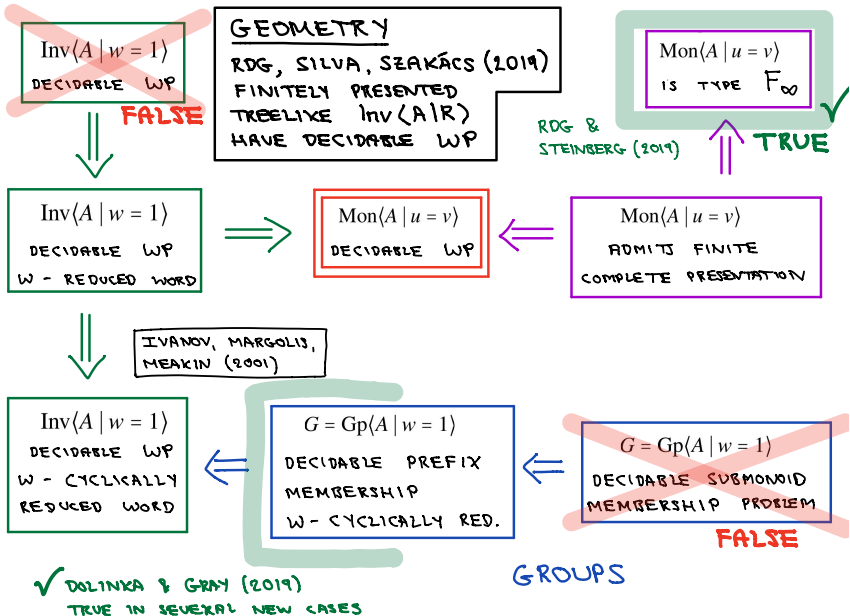 Inv⟨A | w = 1⟩
DECIDABLE WP
FALSE
GEOMETRY
RDG, SILVA, SZAKÁCS (2019)
FINITELY PRESENTED
TREELIKE Inv⟨A|R⟩
HAVE DECIDABLE WP
Mon⟨A | u = v⟩
IS TYPE F∞
✓
RDG &
STEINBERG (2019)
TRUE
Inv⟨A | w = 1⟩
DECIDABLE WP
W - REDUCED WORD
Mon⟨A | u = v⟩
DECIDABLE WP
Mon⟨A | u = v⟩
ADMITS FINITE
COMPLETE PRESENTATION
IVANOV, MARGOLIS,
MEAKIN (2001)
Inv⟨A | w = 1⟩
DECIDABLE WP
W - CYCLICALLY
REDUCED WORD
G = Gp⟨A | w = 1⟩
DECIDABLE PREFIX
MEMBERSHIP
W - CYCLICALLY RED.
G = Gp⟨A | w = 1⟩
DECIDABLE SUBMONOID
MEMBERSHIP PROBLEM
FALSE
✓ DOLINKA & GRAY (2019)
TRUE IN SEVERAL NEW CASES
GROUPS